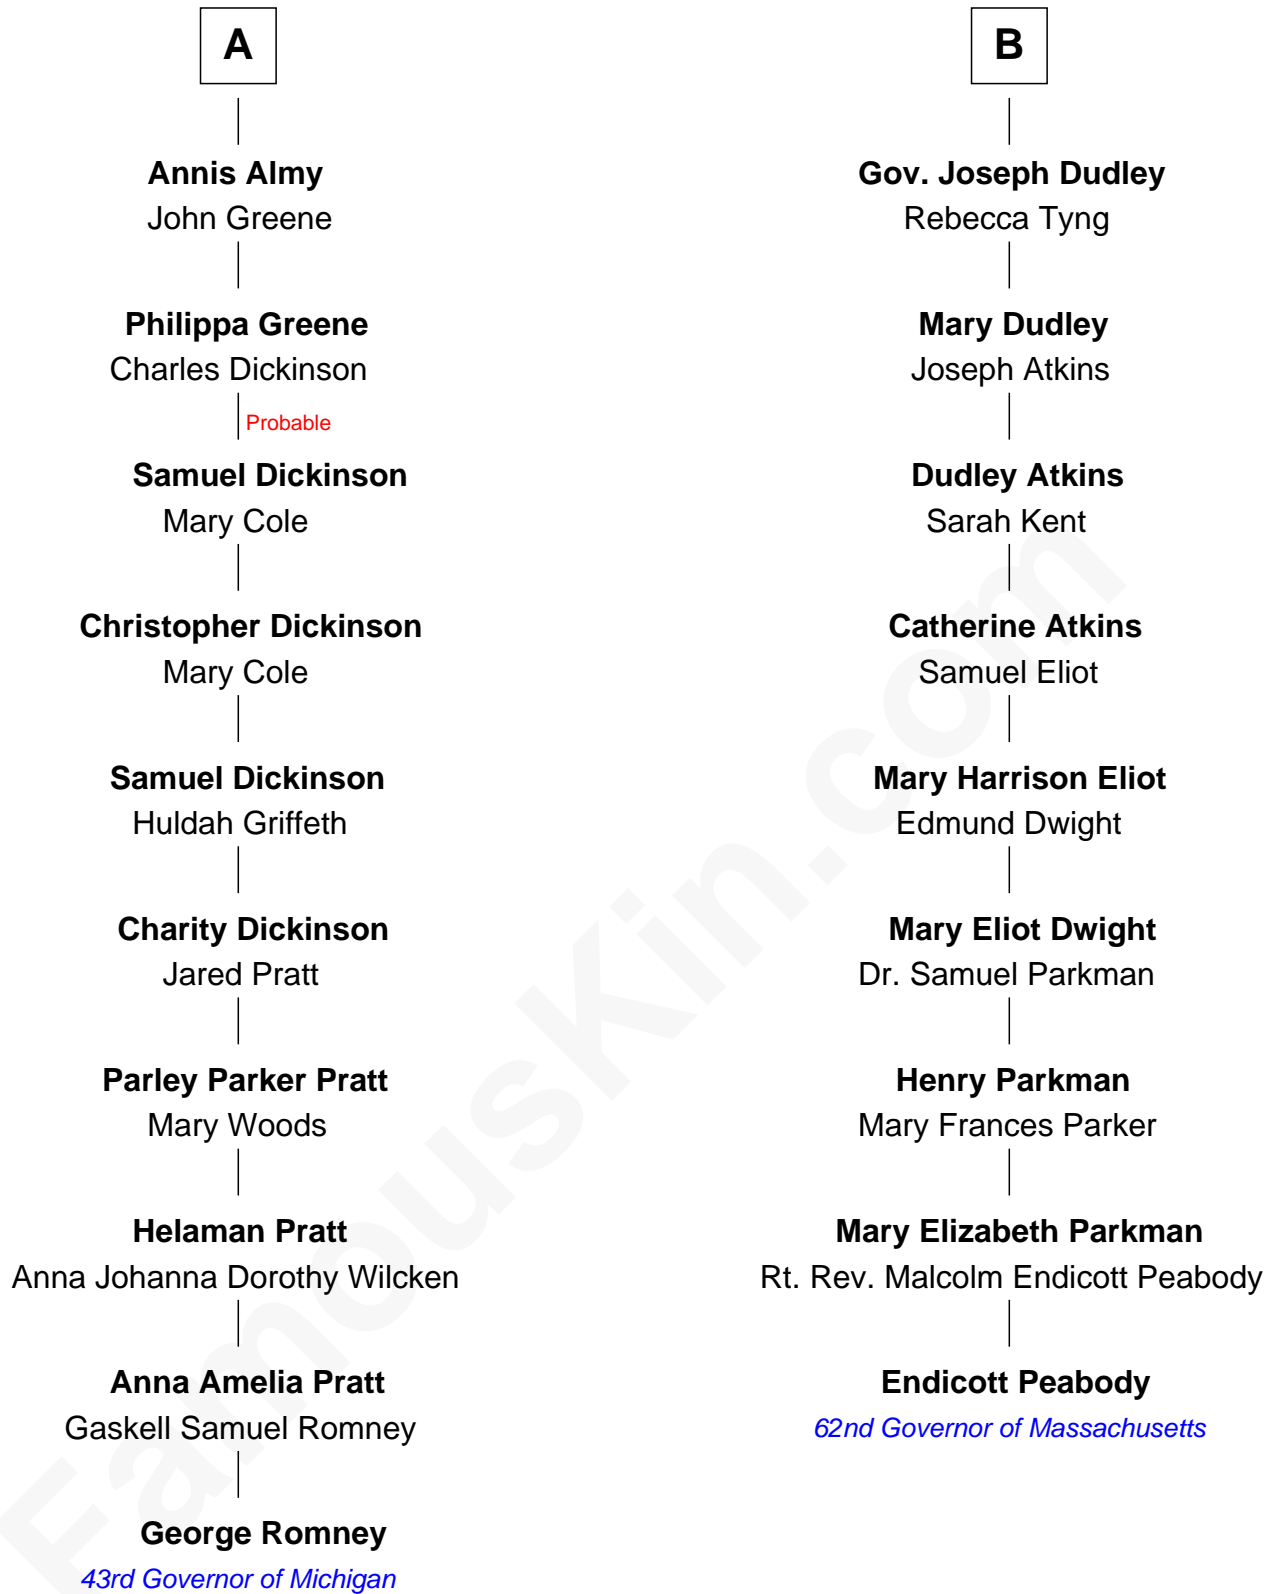 A
Annis Almy
John Greene
Philippa Greene
Charles Dickinson
Probable
Samuel Dickinson
Mary Cole
Christopher Dickinson
Mary Cole
Samuel Dickinson
Huldah Griffeth
Charity Dickinson
Jared Pratt
Parley Parker Pratt
Mary Woods
Helaman Pratt
Anna Johanna Dorothy Wilcken
Anna Amelia Pratt
Gaskell Samuel Romney
George Romney
43rd Governor of Michigan
B
Gov. Joseph Dudley
Rebecca Tyng
Mary Dudley
Joseph Atkins
Dudley Atkins
Sarah Kent
Catherine Atkins
Samuel Eliot
Mary Harrison Eliot
Edmund Dwight
Mary Eliot Dwight
Dr. Samuel Parkman
Henry Parkman
Mary Frances Parker
Mary Elizabeth Parkman
Rt. Rev. Malcolm Endicott Peabody
Endicott Peabody
62nd Governor of Massachusetts
FamousKin.com